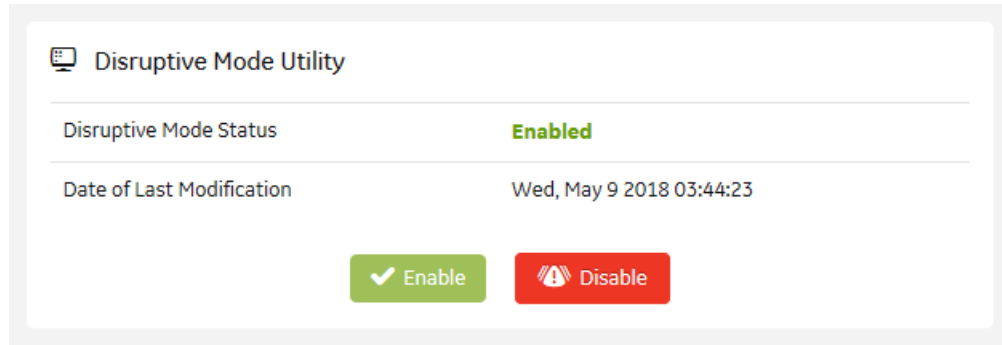 Disruptive Mode Utility
Disruptive Mode Status Enabled
Date of Last Modification Wed, May 9 2018 03:44:23
Enable Disable